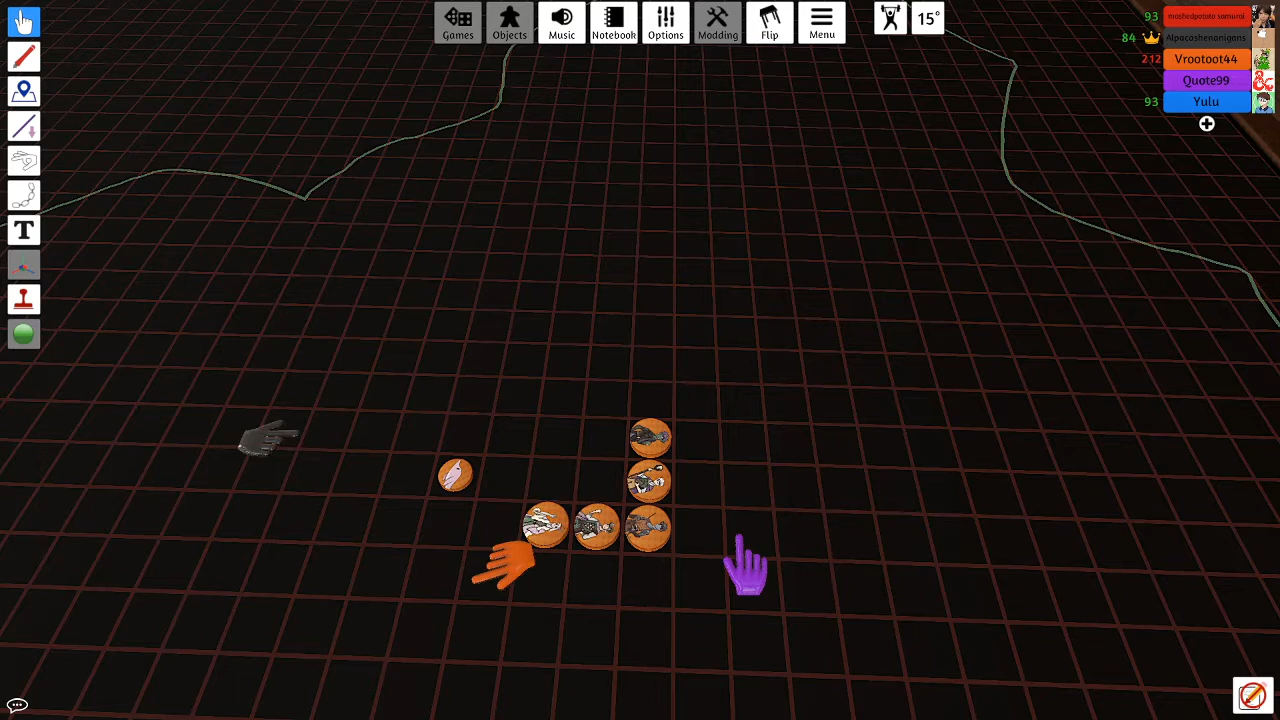 Games Objects Music Notebook Options Modding Flip Menu 15°
93 mashedpotato samurai
84 Alpacashenanigans
212 Vrootoot44
Quote99
93 Yulu
T